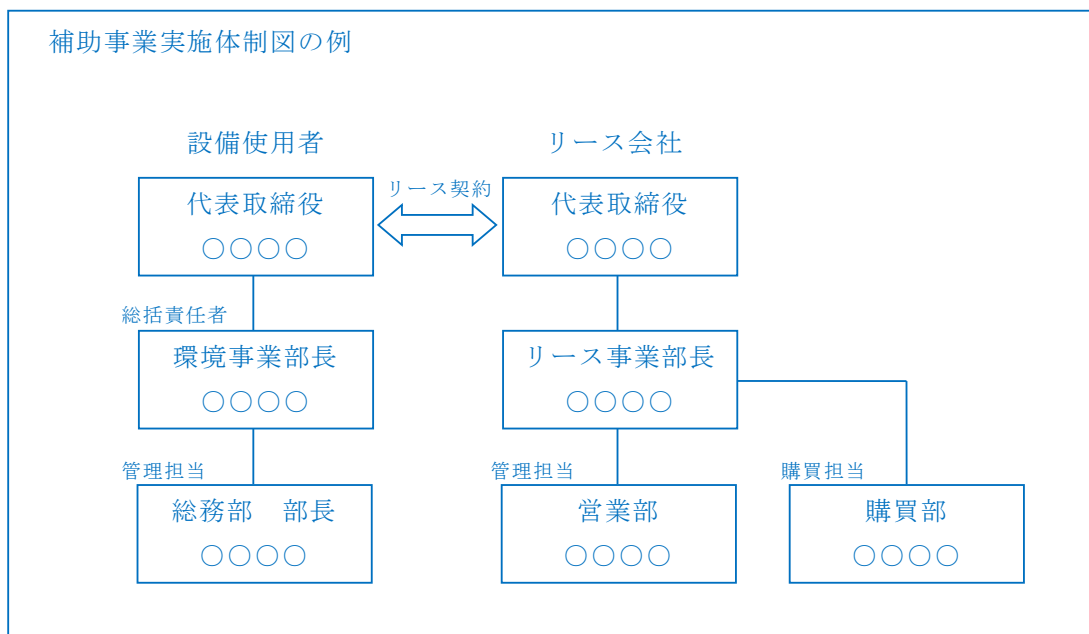 補助事業実施体制図の例
設備使用者
リース会社
リース契約
代表取締役
○○○○
代表取締役
○○○○
総括責任者
環境事業部長
○○○○
リース事業部長
○○○○
管理担当
総務部　部長
○○○○
管理担当
営業部
○○○○
購買担当
購買部
○○○○